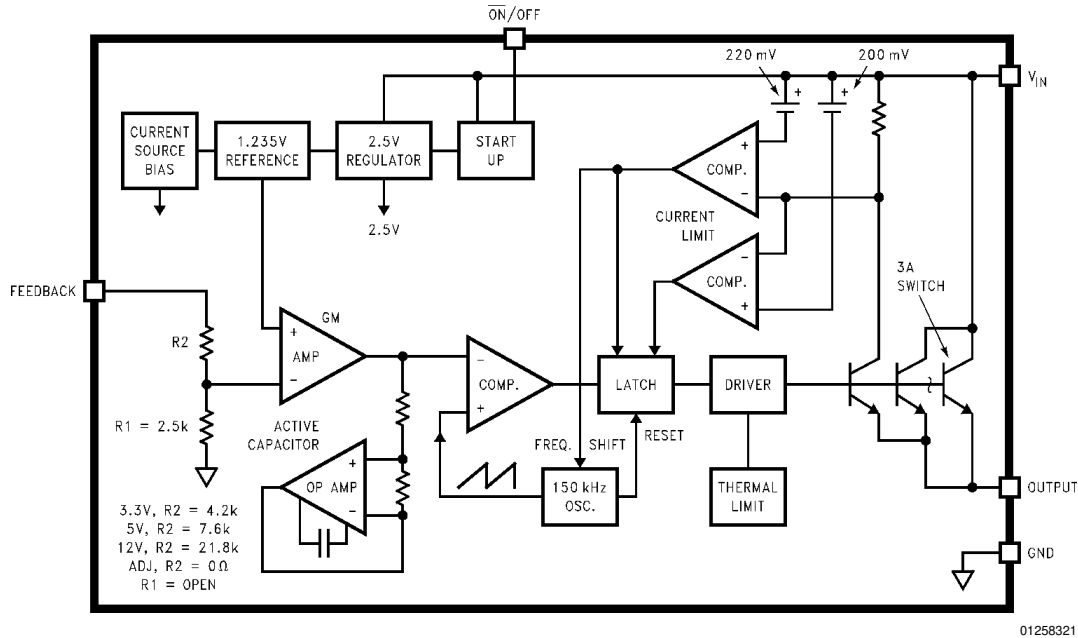 ON/OFF
220 mV
200 mV
+
+
VIN
CURRENT
SOURCE
BIAS
1.235V
REFERENCE
2.5V
REGULATOR
START
UP
2.5V
+
COMP.
−
CURRENT
LIMIT
−
COMP.
+
3A
SWITCH
FEEDBACK
R2
R1 = 2.5k
GM
+
AMP
−
−
COMP.
+
LATCH
DRIVER
ACTIVE
CAPACITOR
+
OP AMP
−
FREQ. SHIFT
RESET
150 kHz
OSC.
THERMAL
LIMIT
OUTPUT
GND
3.3V, R2 = 4.2k
5V, R2 = 7.6k
12V, R2 = 21.8k
ADJ, R2 = 0Ω
R1 = OPEN
01258321